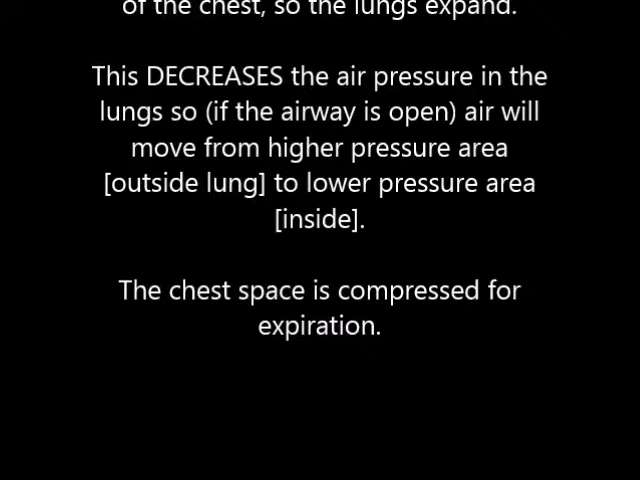 of the chest, so the lungs expand.
This DECREASES the air pressure in the
lungs so (if the airway is open) air will
move from higher pressure area
[outside lung] to lower pressure area
[inside].
The chest space is compressed for
expiration.